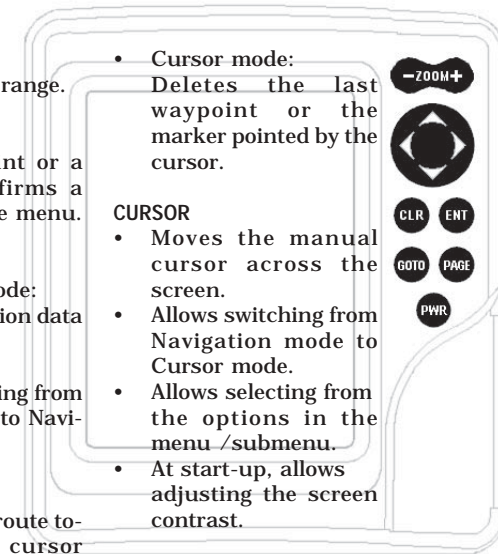 range.
nt or a
firms a
e menu.
ode:
ion data
ing from
to Navi-
route to-
cursor
• Cursor mode:
Deletes the last
waypoint or the
marker pointed by the
cursor.
CURSOR
• Moves the manual
cursor across the
screen.
• Allows switching from
Navigation mode to
Cursor mode.
• Allows selecting from
the options in the
menu /submenu.
• At start-up, allows
adjusting the screen
contrast.
-ZOOM+
CLR ENT
GOTO PAGE
PWR